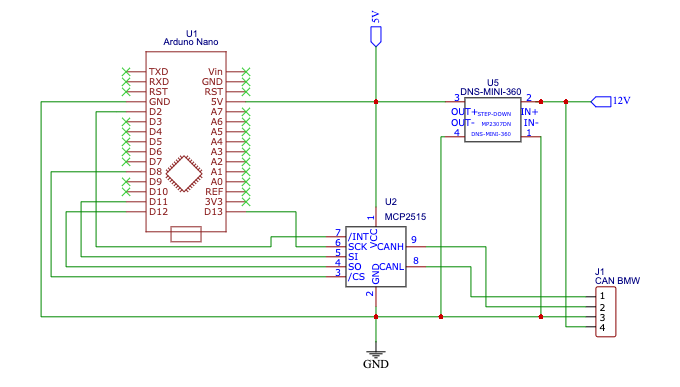 5V
U1
Arduino Nano
TXD Vin
RXD GND
RST RST
GND 5V
D2 A7
D3 A6
D4 A5
D5 A4
D6 A3
D7 A2
D8 A1
D9 A0
D10 REF
D11 3V3
D12 D13
U5
DNS-MINI-360
3 2
OUT+ STEP-DOWN IN+
OUT- MP2307DN IN-
4 DNS-MINI-360 1
12V
U2
MCP2515
1
VCC
7 /INT
6 SCK CANH 9
5 SI
4 SO CANL 8
3 /CS
GND
2
J1
CAN BMW
1
2
3
4
GND